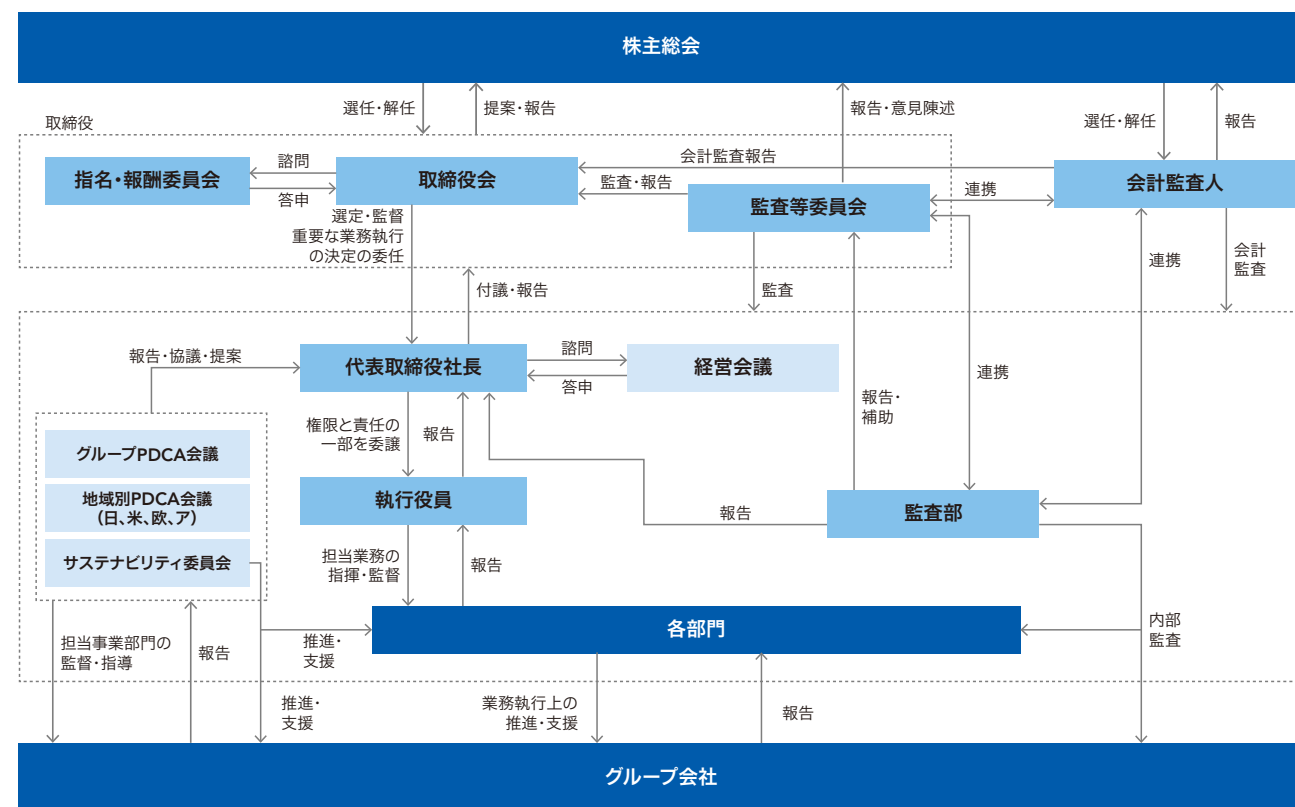 株主総会
選任・解任
提案・報告
報告・意見陳述
選任・解任
報告
取締役
指名・報酬委員会
諮問
答申
取締役会
会計監査報告
監査・報告
監査等委員会
連携
会計監査人
選定・監督
重要な業務執行
の決定の委任
付議・報告
監査
連携
会計
監査
報告・協議・提案
代表取締役社長
諮問
答申
経営会議
連携
報告・
補助
権限と責任の
一部を委譲
報告
グループPDCA会議
地域別PDCA会議
(日、米、欧、ア)
サステナビリティ委員会
執行役員
報告
監査部
担当業務の
指揮・監督
報告
各部門
内部
監査
担当事業部門の
監督・指導
報告
推進・
支援
推進・
支援
業務執行上の
推進・支援
報告
グループ会社